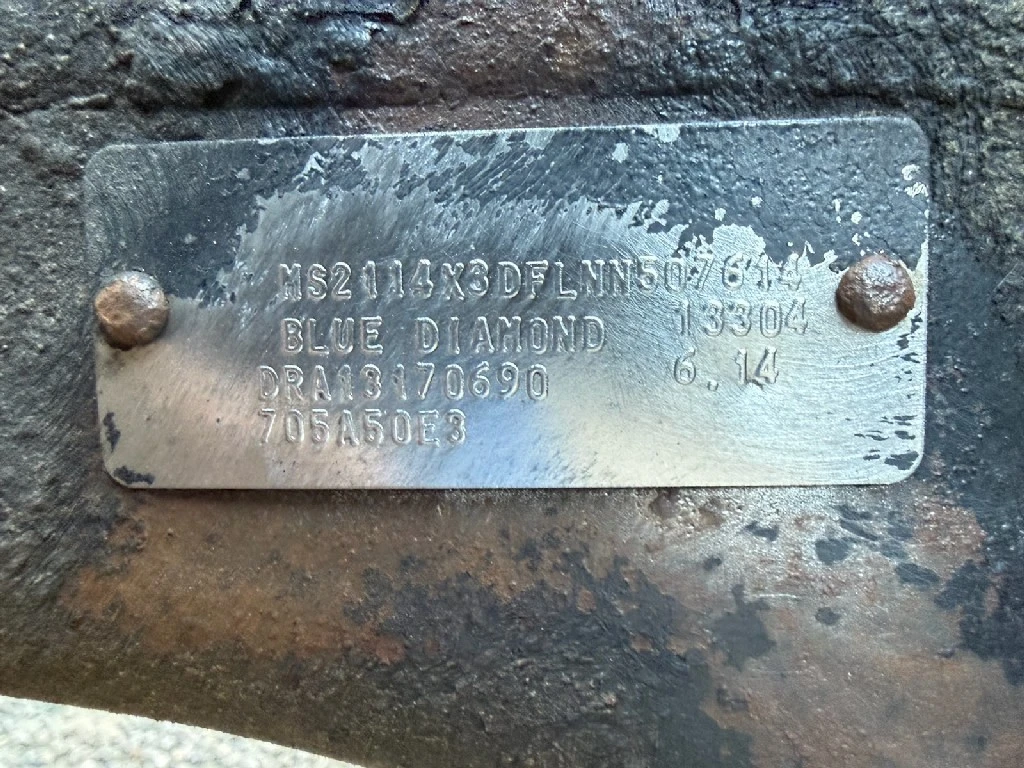 MS2114X3DFLNN507614
BLUE DIAMOND 13304
DRA13170690 6.14
705A50E3